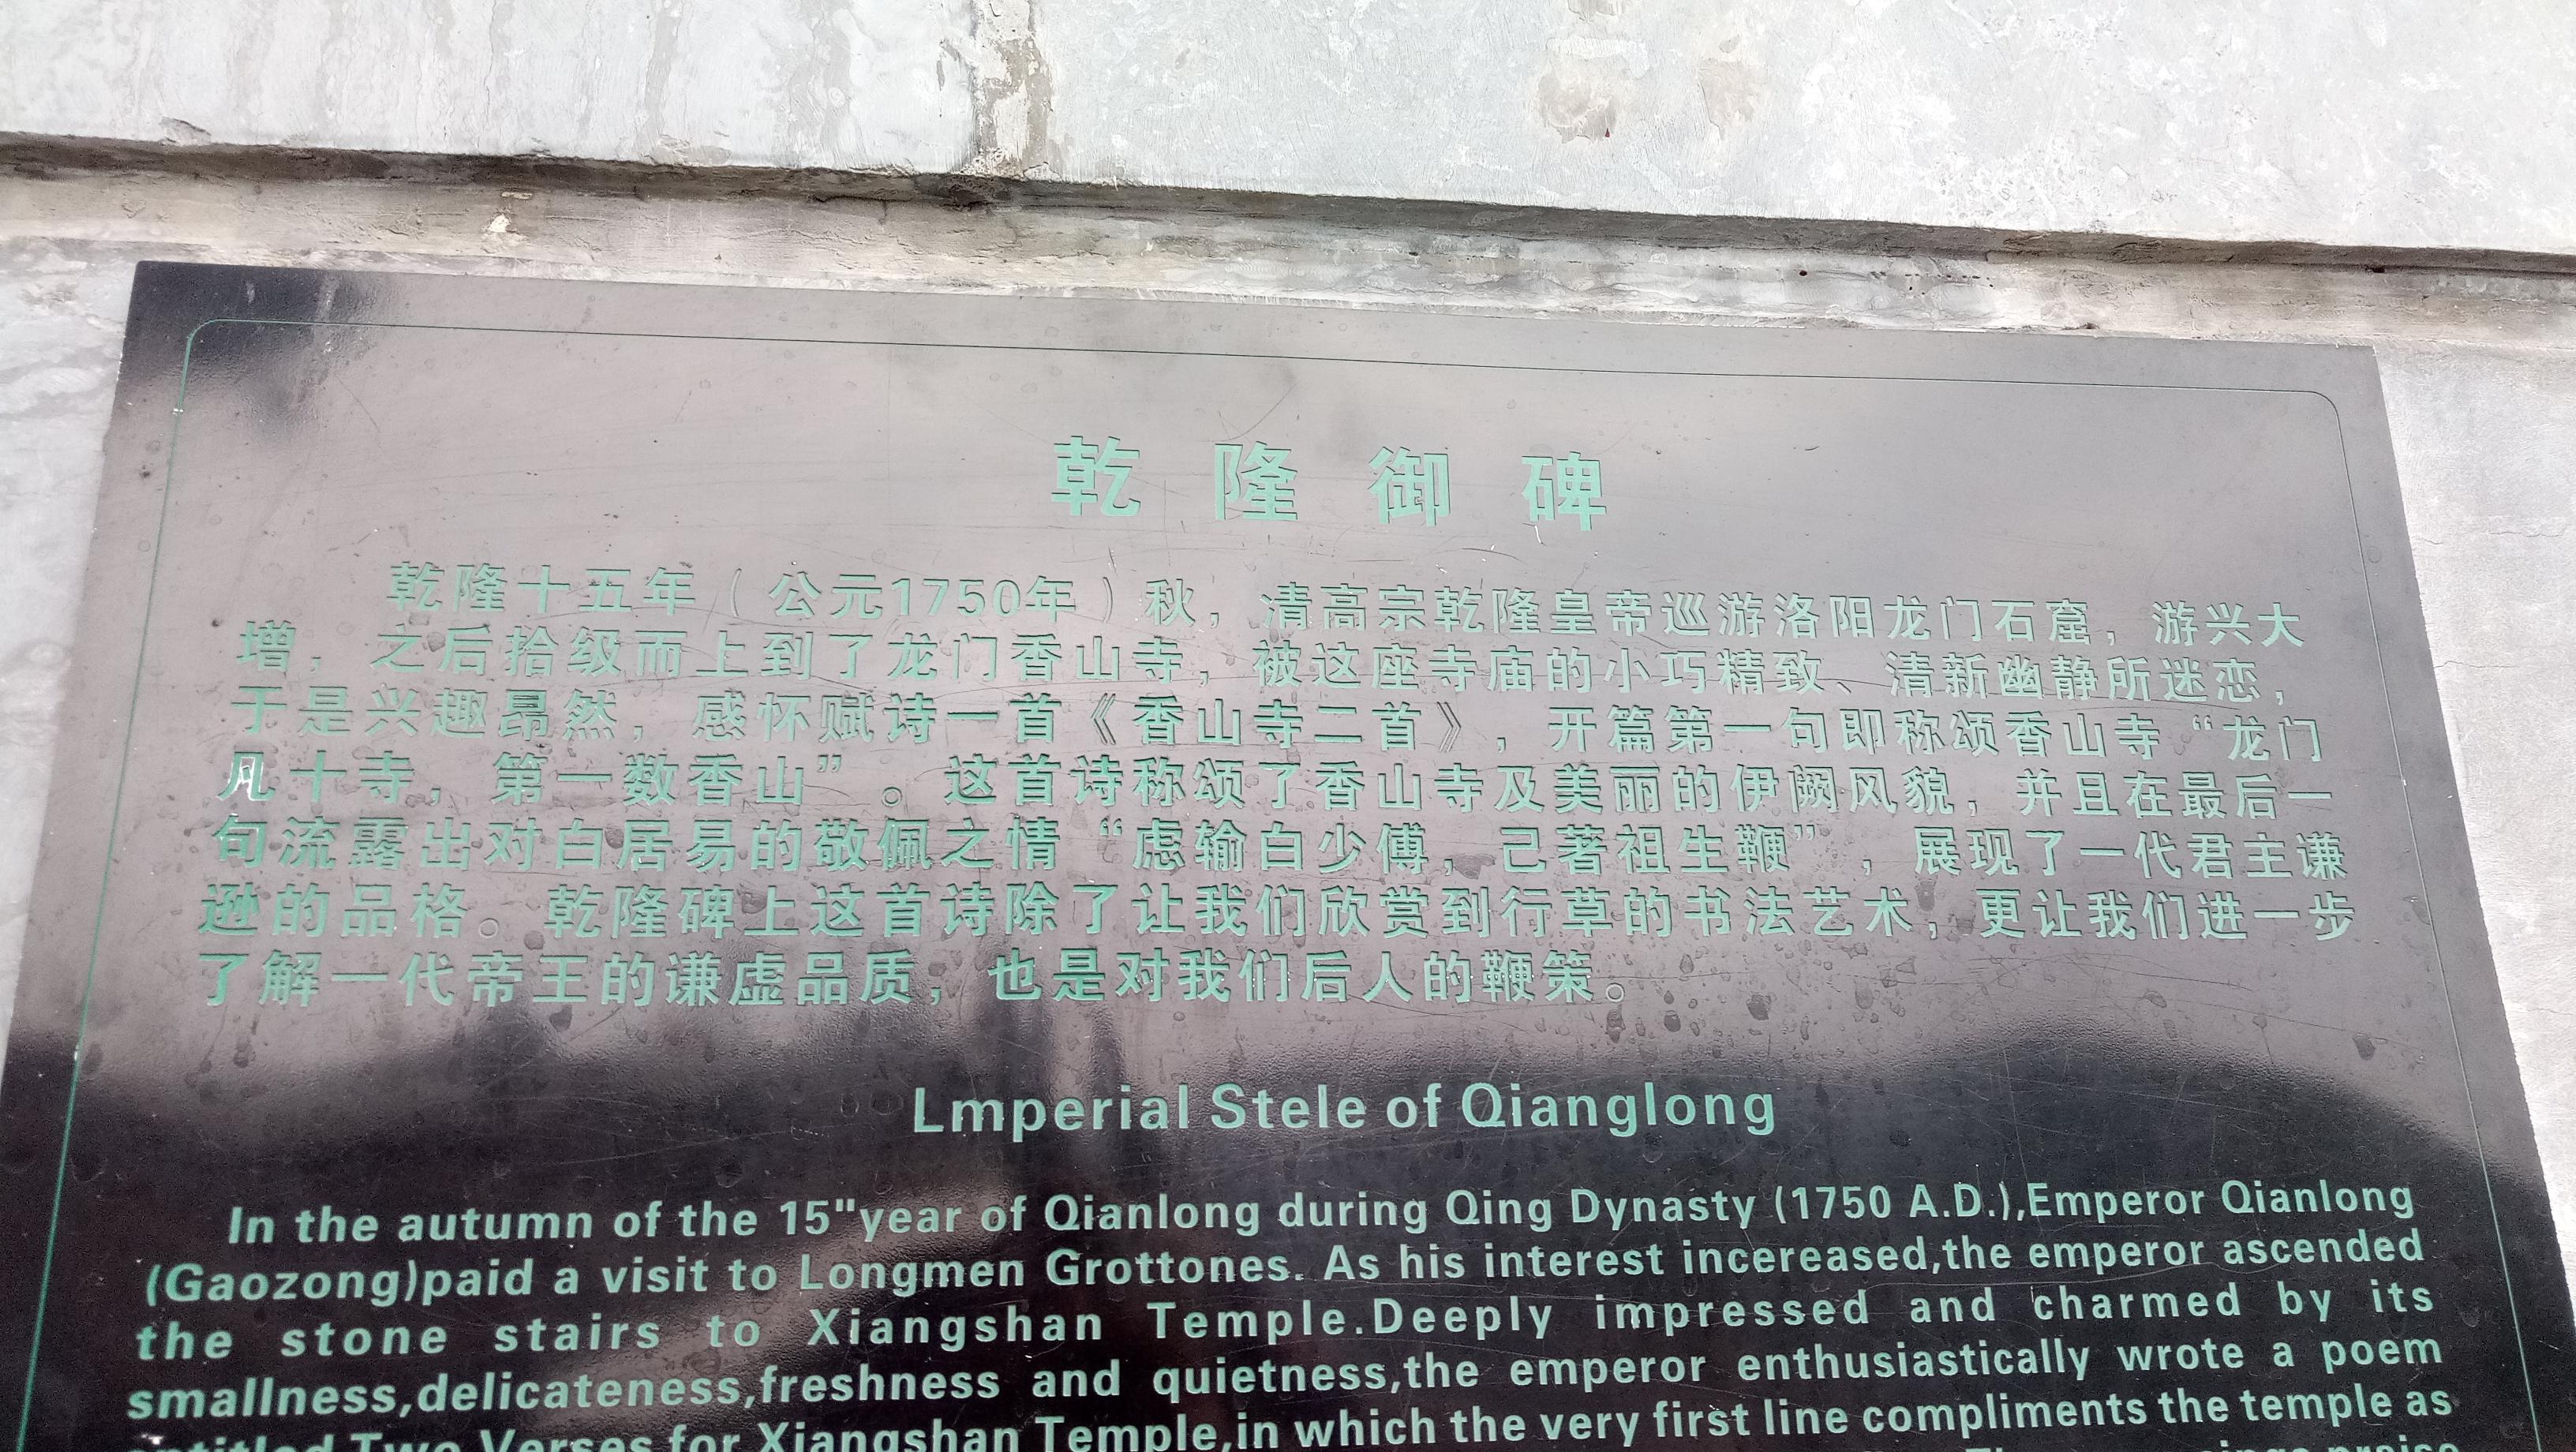 乾隆御碑
乾隆十五年（公元1750年）秋，清高宗乾隆皇帝巡游洛阳龙门石窟，游兴大
增，之后拾级而上到了龙门香山寺，被这座寺庙的小巧精致、清新幽静所迷恋，
于是兴趣昂然，感怀赋诗一首《香山寺二首》，开篇第一句即称颂香山寺“龙门
凡十寺，第一数香山”。这首诗称颂了香山寺及美丽的伊阙风貌，并且在最后一
句流露出对白居易的敬佩之情“虑输白少傅，己著祖生鞭”，展现了一代君主谦
逊的品格。乾隆碑上这首诗除了让我们欣赏到行草的书法艺术，更让我们进一步
了解一代帝王的谦虚品质，也是对我们后人的鞭策。
Lmperial Stele of Qianglong
In the autumn of the 15"year of Qianlong during Qing Dynasty (1750 A.D.),Emperor Qianlong
(Gaozong)paid a visit to Longmen Grottones. As his interest incereased,the emperor ascended
the stone stairs to Xiangshan Temple.Deeply impressed and charmed by its
smallness,delicateness,freshness and quietness,the emperor enthusiastically wrote a poem
entitled Two Verses for Xiangshan Temple,in which the very first line compliments the temple as